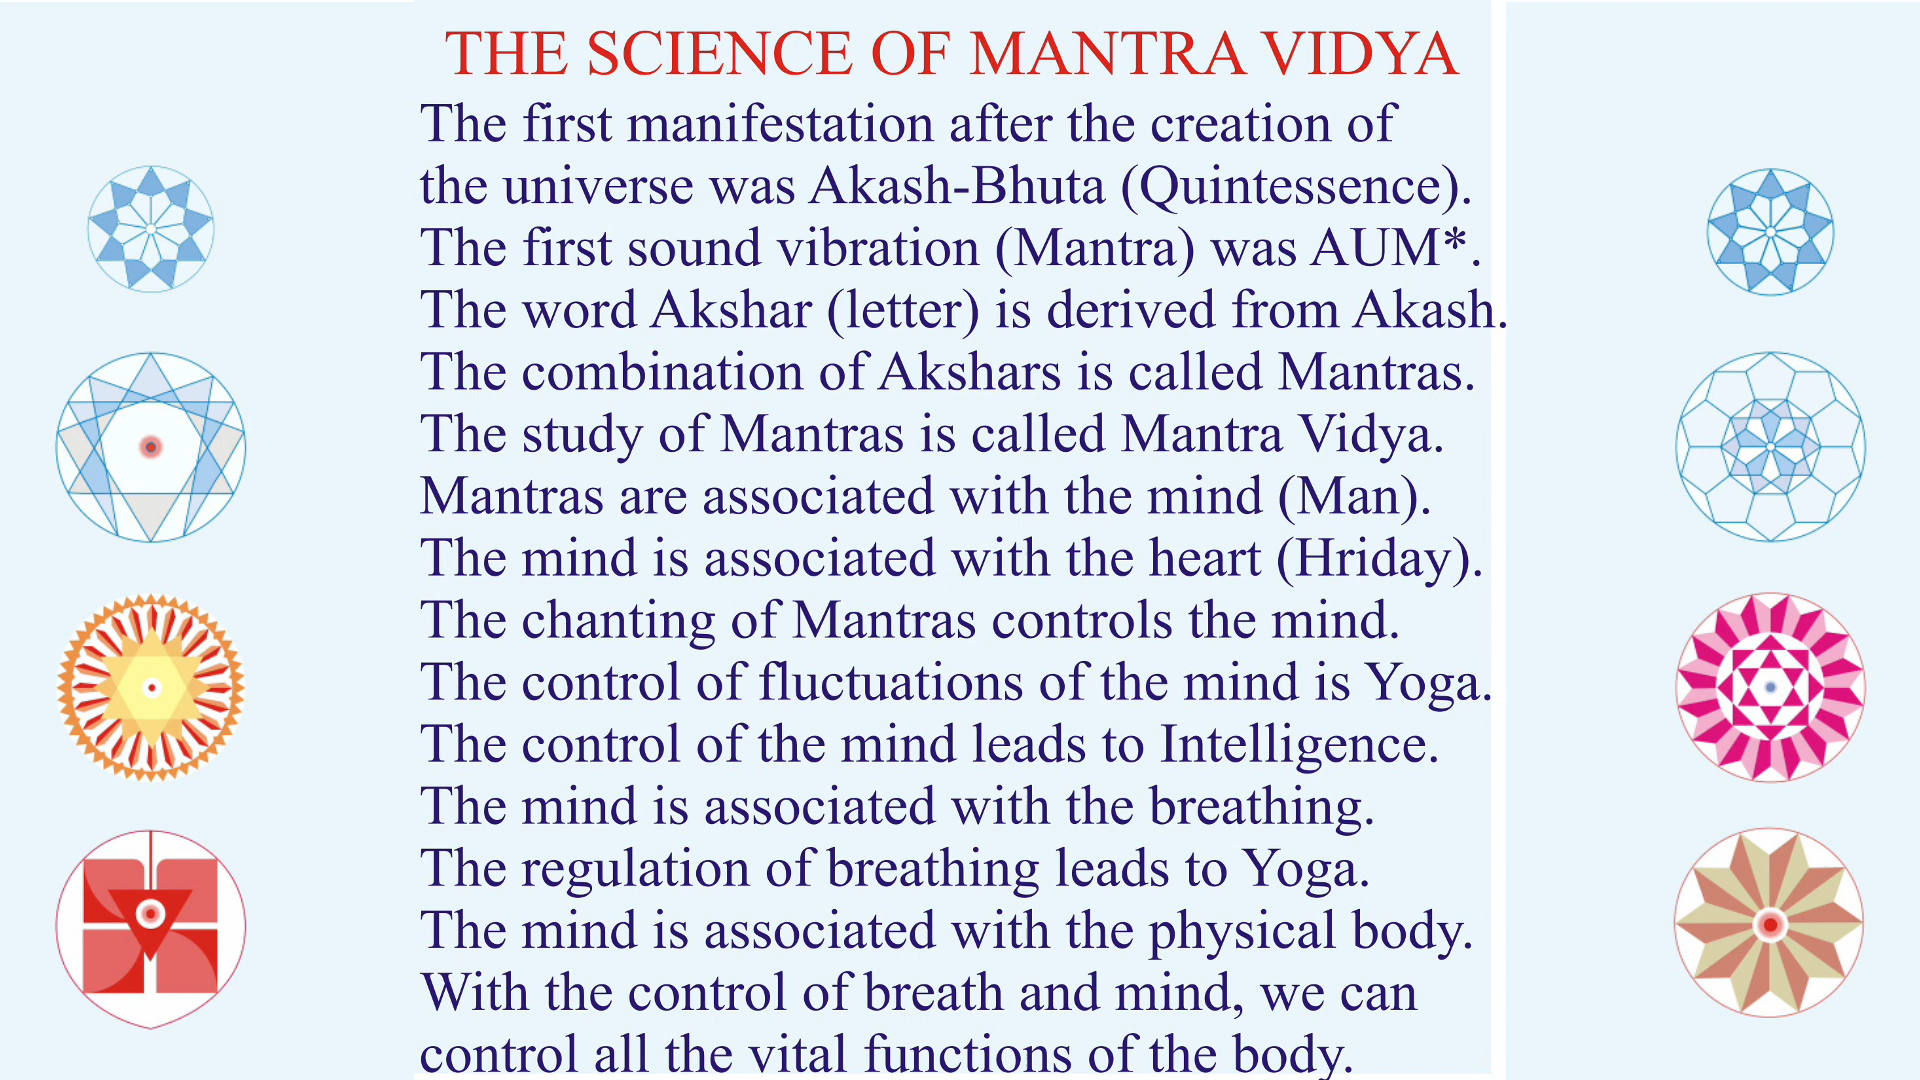 THE SCIENCE OF MANTRA VIDYA
The first manifestation after the creation of
the universe was Akash-Bhuta (Quintessence).
The first sound vibration (Mantra) was AUM*.
The word Akshar (letter) is derived from Akash.
The combination of Akshars is called Mantras.
The study of Mantras is called Mantra Vidya.
Mantras are associated with the mind (Man).
The mind is associated with the heart (Hriday).
The chanting of Mantras controls the mind.
The control of fluctuations of the mind is Yoga.
The control of the mind leads to Intelligence.
The mind is associated with the breathing.
The regulation of breathing leads to Yoga.
The mind is associated with the physical body.
With the control of breath and mind, we can
control all the vital functions of the body.